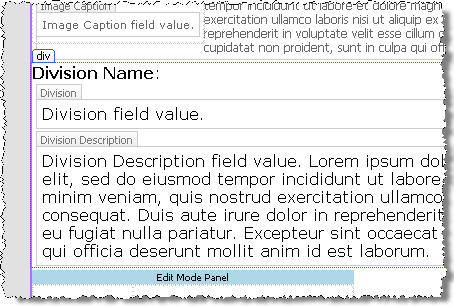 Image Caption
tempor incididunt ut labore et dolore magn
Image Caption field value.
exercitation ullamco laboris nisi ut aliquip ex
reprehenderit in voluptate velit esse cillum d
cupidatat non proident, sunt in culpa qui off
div
Division Name:
Division
Division field value.
Division Description
Division Description field value. Lorem ipsum dol
elit, sed do eiusmod tempor incididunt ut labore
minim veniam, quis nostrud exercitation ullamco
consequat. Duis aute irure dolor in reprehenderit
eu fugiat nulla pariatur. Excepteur sint occaecat
qui officia deserunt mollit anim id est laborum.
Edit Mode Panel